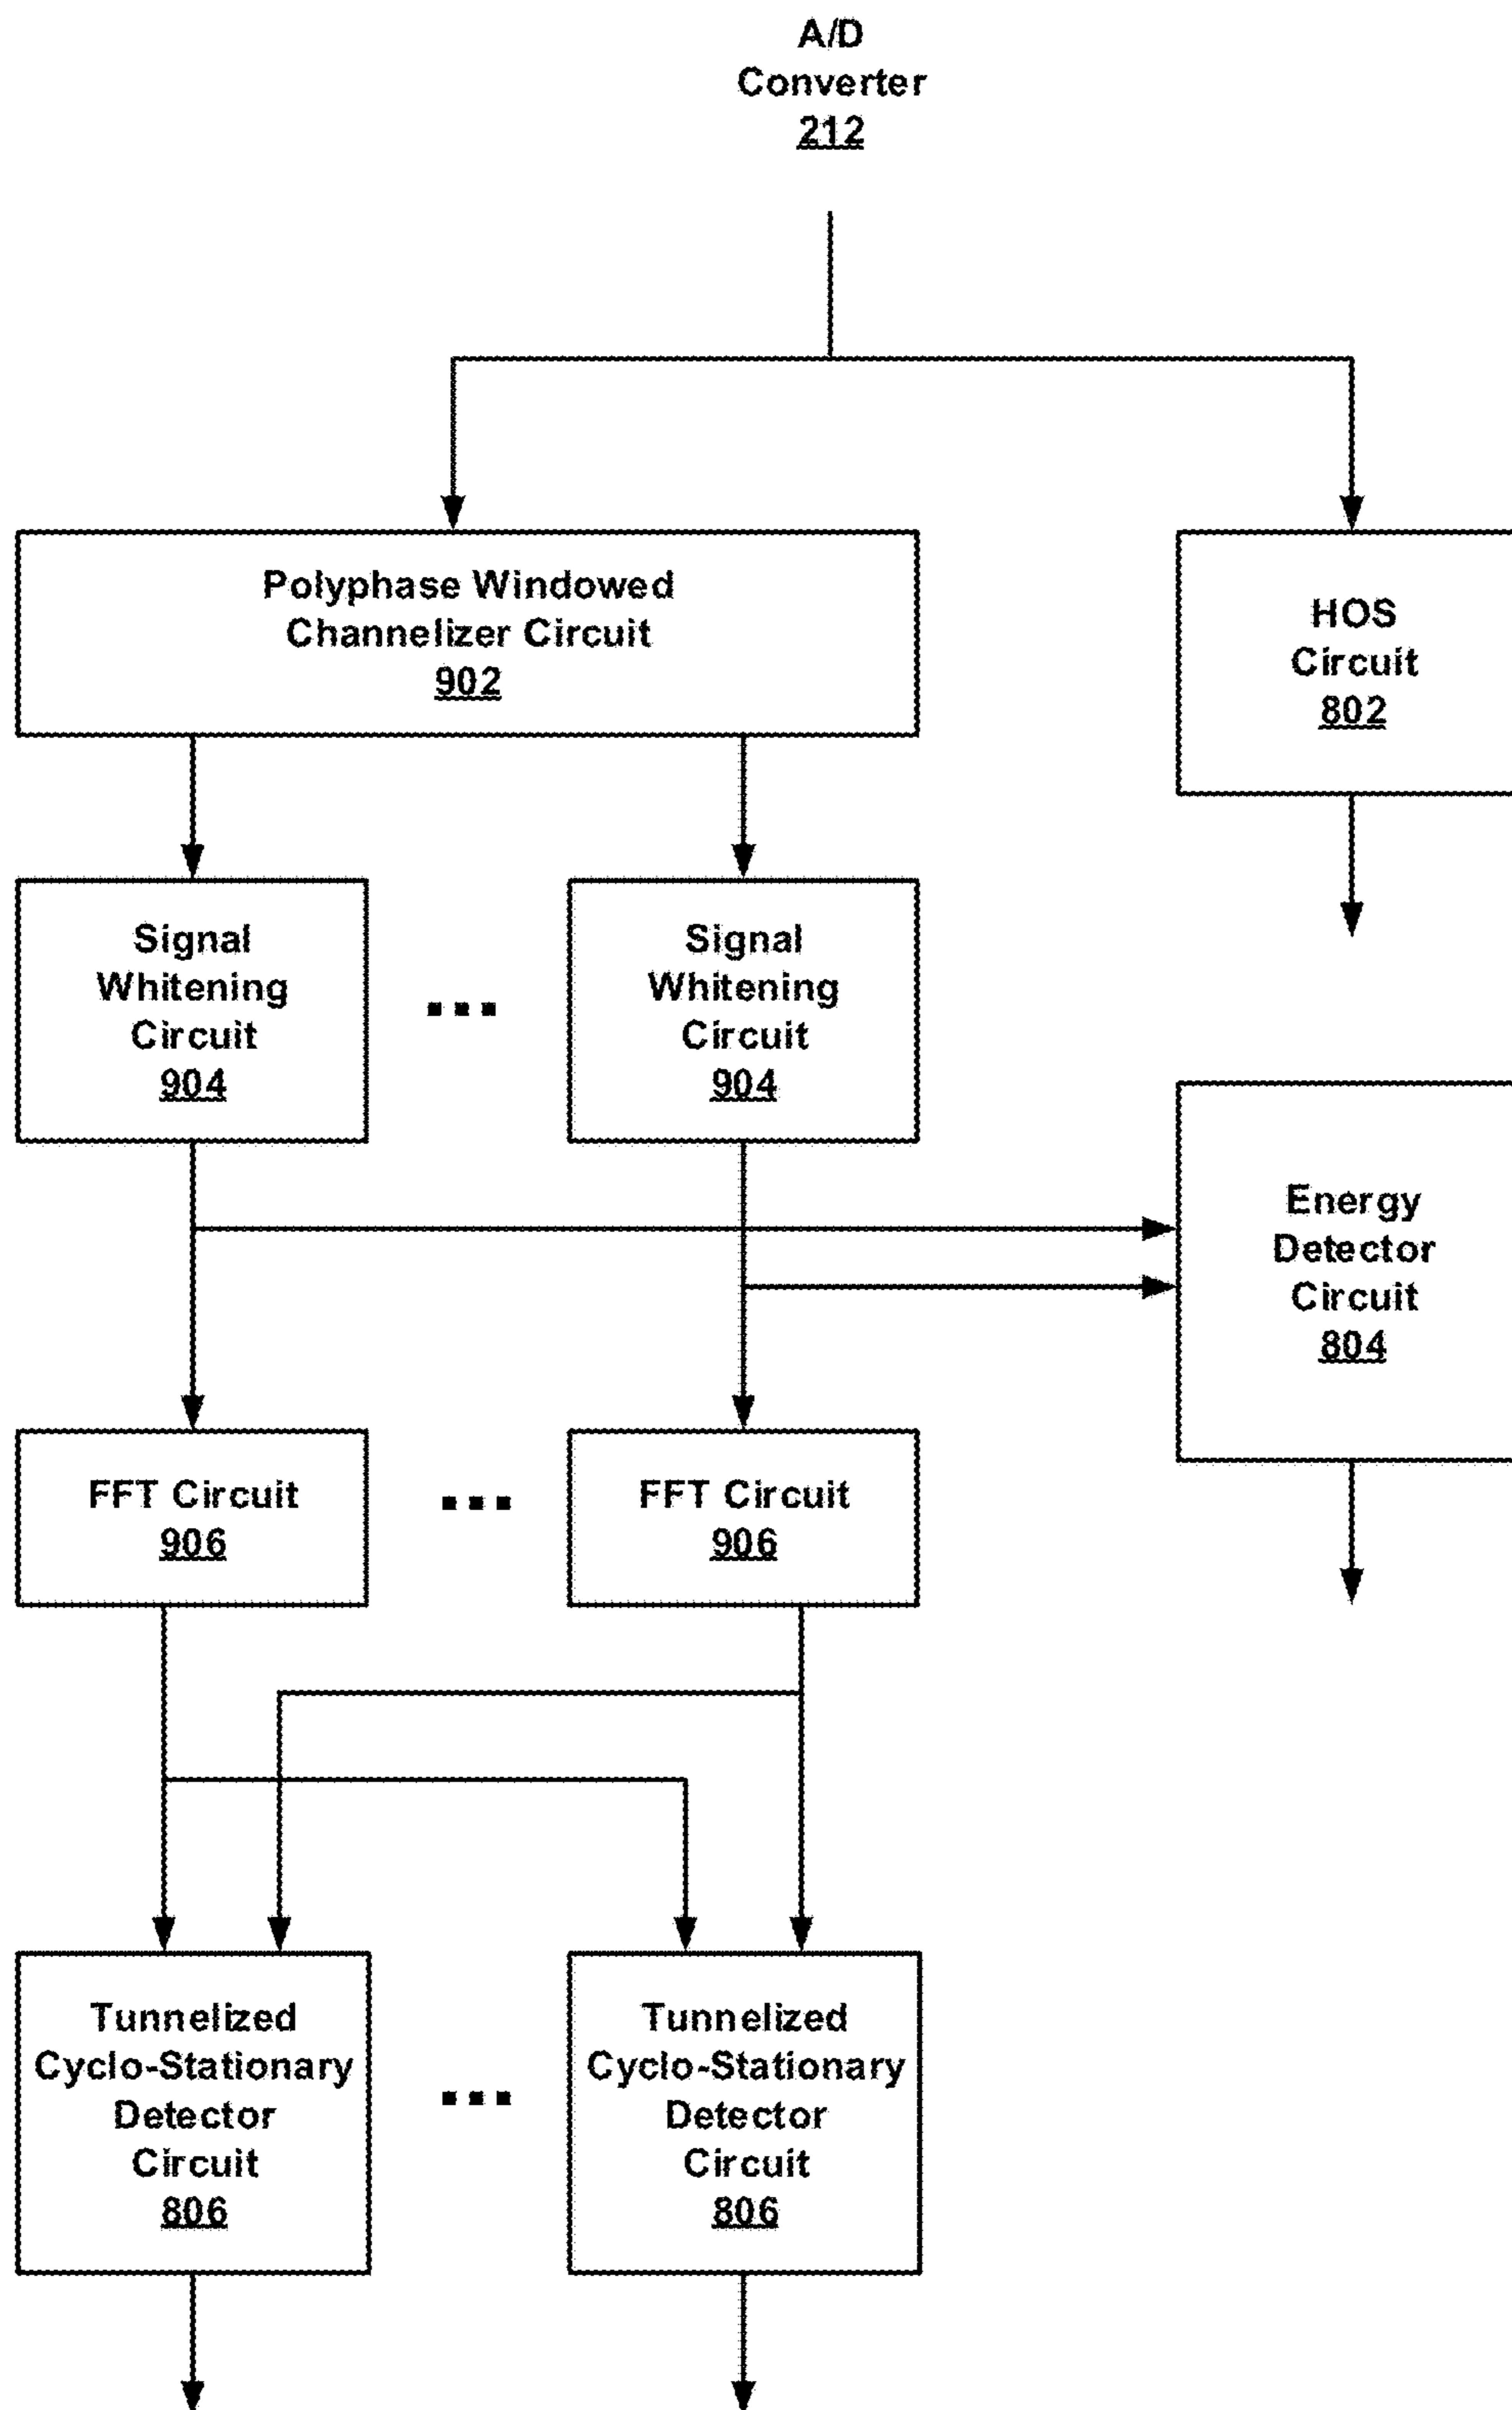 A/D
Converter
212
Polyphase Windowed
Channelizer Circuit
902
HOS
Circuit
802
Signal
Whitening
Circuit
904
Signal
Whitening
Circuit
904
Energy
Detector
Circuit
804
FFT Circuit
906
FFT Circuit
906
Tunnelized
Cyclo-Stationary
Detector
Circuit
806
Tunnelized
Cyclo-Stationary
Detector
Circuit
806